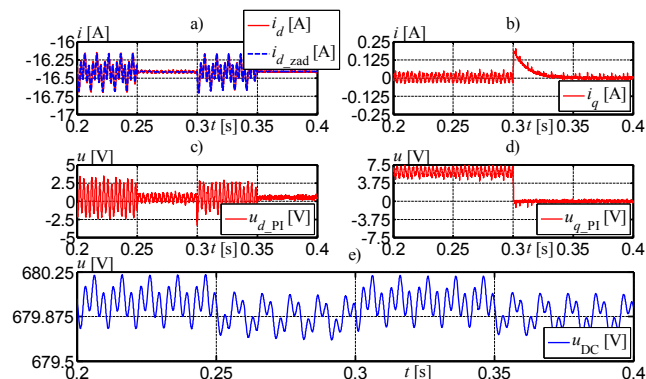 i [A] a)
i_d [A]
i_d_zad [A]
-16
-16.25
-16.5
-16.75
-17
0.2 0.25 0.3 t [s] 0.35 0.4
i [A] b)
0.25
0.125
0
-0.125
-0.25
i_q [A]
0.2 0.25 0.3 t [s] 0.35 0.4
u [V] c)
5
2.5
0
-2.5
-5
u_d_PI [V]
0.2 0.25 0.3 t [s] 0.35 0.4
u [V] d)
7.5
3.75
0
-3.75
-7.5
u_q_PI [V]
0.2 0.25 0.3 t [s] 0.35 0.4
u [V] e)
680.25
679.875
679.5
u_DC [V]
0.2 0.25 0.3 t [s] 0.35 0.4